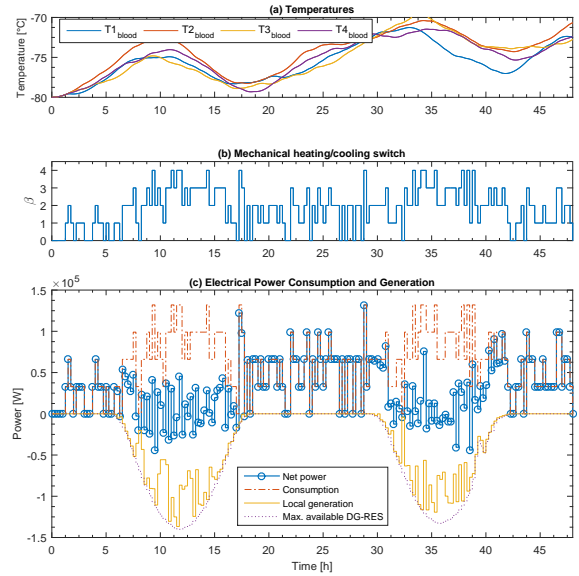 (a) Temperatures
Temperature [°C]
-70
-75
-80
T1blood T2blood T3blood T4blood
0 5 10 15 20 25 30 35 40 45
(b) Mechanical heating/cooling switch
β
4
3
2
1
0
0 5 10 15 20 25 30 35 40 45
(c) Electrical Power Consumption and Generation
× 10^5
Power [W]
1.5
1
0.5
0
-0.5
-1
-1.5
Net power
Consumption
Local generation
Max. available DG-RES
0 5 10 15 20 25 30 35 40 45
Time [h]